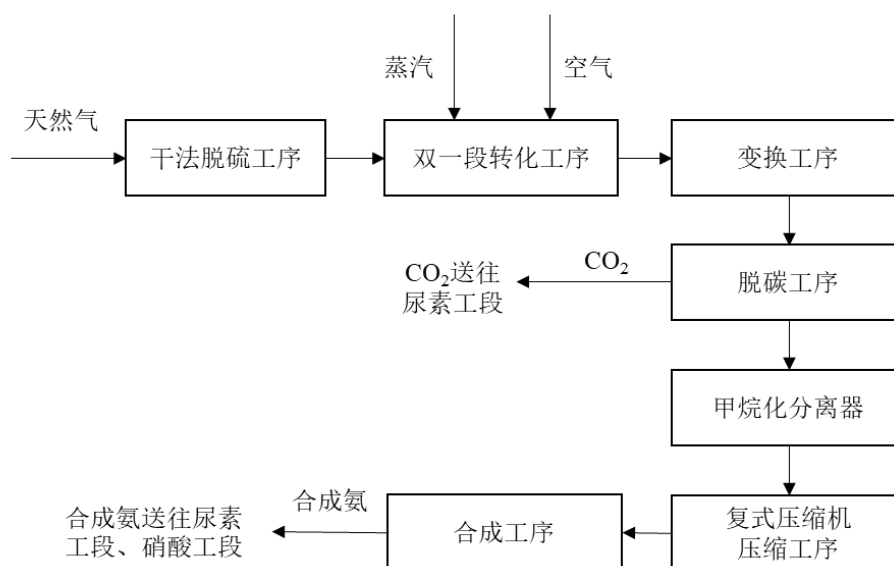 蒸汽
空气
天然气
干法脱硫工序
双一段转化工序
变换工序
CO₂送往
尿素工段
CO₂
脱碳工序
甲烷化分离器
合成氨送往尿素
工段、硝酸工段
合成氨
合成工序
复式压缩机
压缩工序